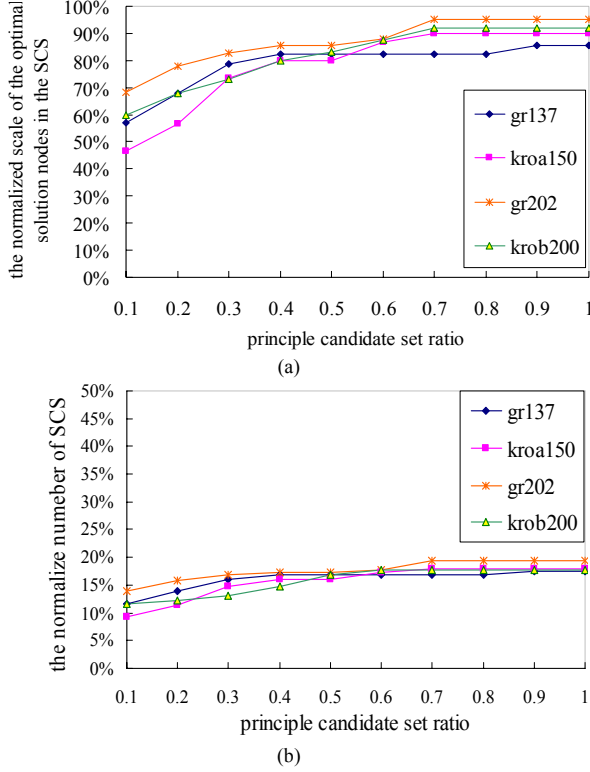 the normalized scale of the optimal
solution nodes in the SCS
100%
90%
80%
70%
60%
50%
40%
30%
20%
10%
0%
gr137
kroa150
gr202
krob200
0.1 0.2 0.3 0.4 0.5 0.6 0.7 0.8 0.9 1
principle candidate set ratio
(a)
the normalize numeber of SCS
50%
45%
40%
35%
30%
25%
20%
15%
10%
5%
0%
gr137
kroa150
gr202
krob200
0.1 0.2 0.3 0.4 0.5 0.6 0.7 0.8 0.9 1
principle candidate set ratio
(b)